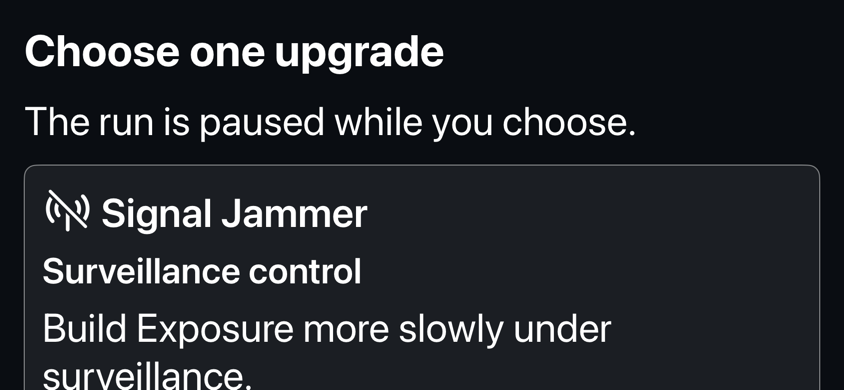 Choose one upgrade
The run is paused while you choose.
Signal Jammer
Surveillance control
Build Exposure more slowly under
surveillance.